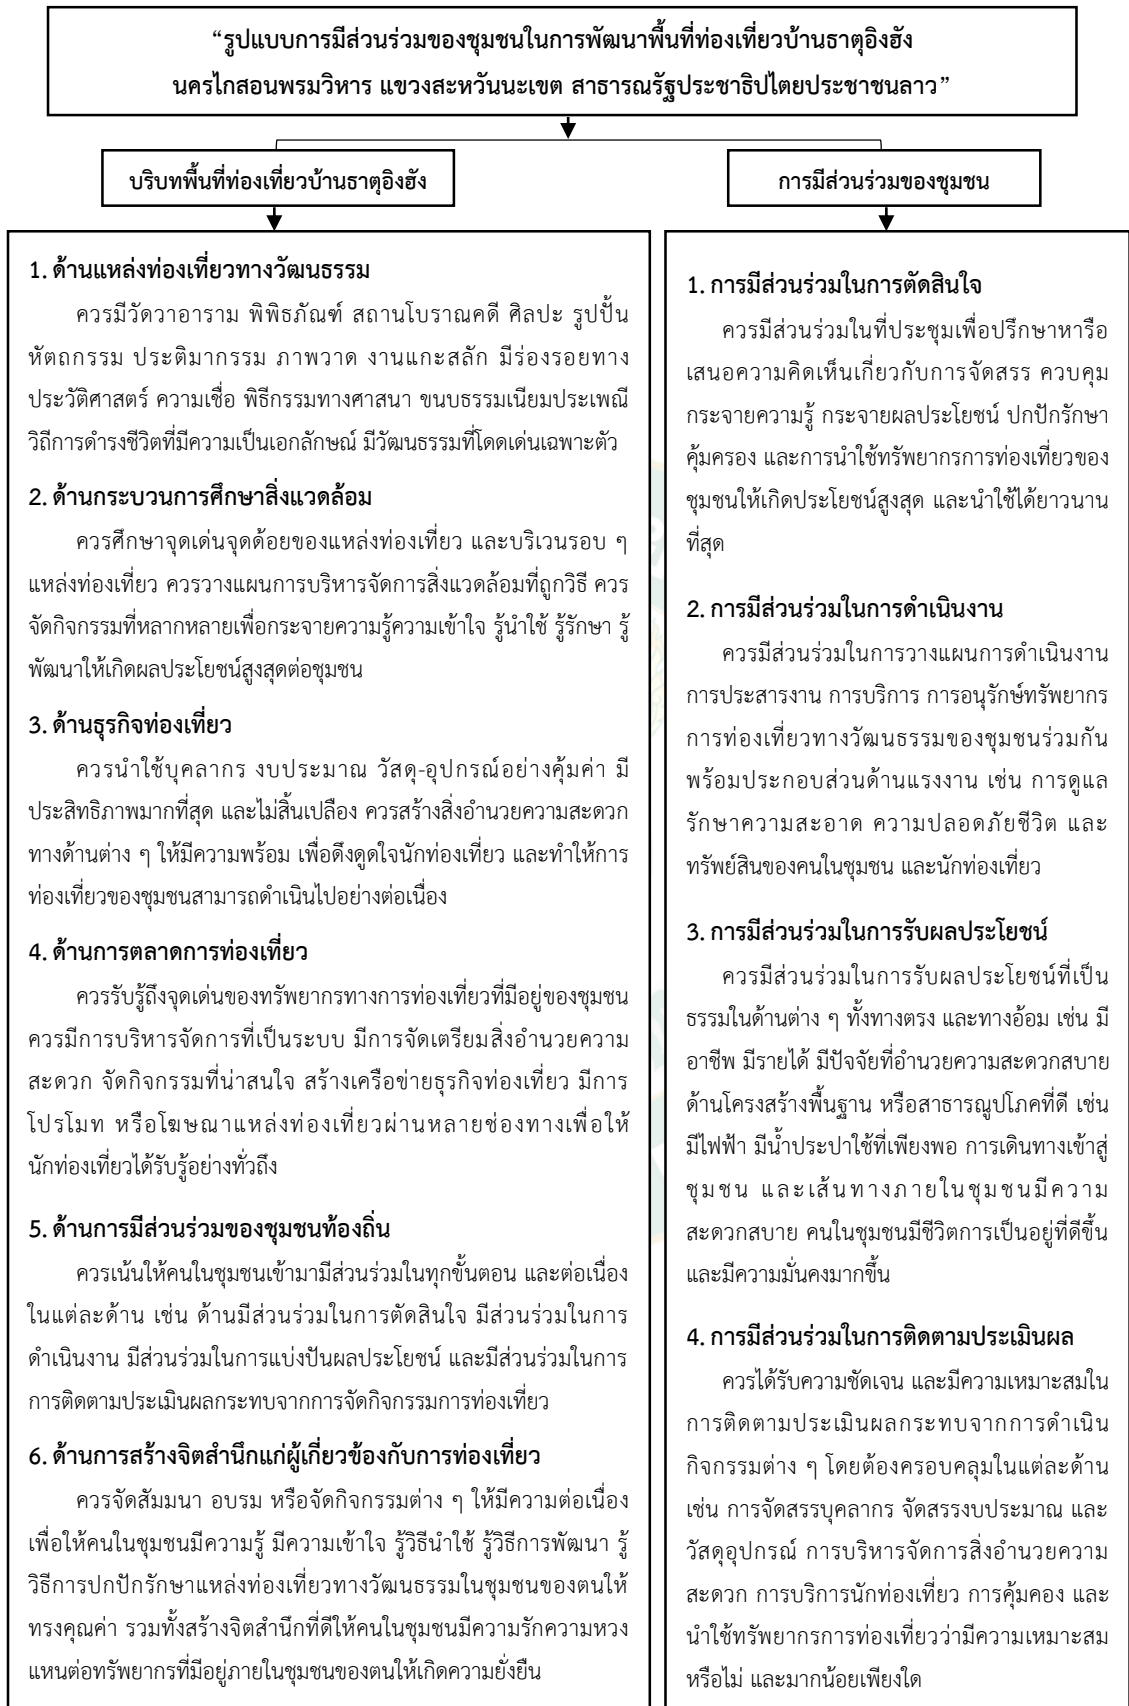 “รูปแบบการมีส่วนร่วมของชุมชนในการพัฒนาพื้นที่ท่องเที่ยวบ้านธาตุอิงฮัง
นครไกสอนพรมวิหาร แขวงสะหวันนะเขต สาธารณรัฐประชาธิปไตยประชาชนลาว”
บริบทพื้นที่ท่องเที่ยวบ้านธาตุอิงฮัง
1. ด้านแหล่งท่องเที่ยวทางวัฒนธรรม
ควรมีวัดวาอาราม พิพิธภัณฑ์ สถานโบราณคดี ศิลปะ รูปปั้น
หัตถกรรม ประติมากรรม ภาพวาด งานแกะสลัก มีร่องรอยทาง
ประวัติศาสตร์ ความเชื่อ พิธีกรรมทางศาสนา ขนบธรรมเนียมประเพณี
วิถีการดำรงชีวิตที่มีความเป็นเอกลักษณ์ มีวัฒนธรรมที่โดดเด่นเฉพาะตัว
2. ด้านกระบวนการศึกษาสิ่งแวดล้อม
ควรศึกษาจุดเด่นจุดด้อยของแหล่งท่องเที่ยว และบริเวณรอบ ๆ
แหล่งท่องเที่ยว ควรวางแผนการบริหารจัดการสิ่งแวดล้อมที่ถูกวิธี ควร
จัดกิจกรรมที่หลากหลายเพื่อกระจายความรู้ความเข้าใจ รู้นำใช้ รู้รักษา รู้
พัฒนาให้เกิดผลประโยชน์สูงสุดต่อชุมชน
3. ด้านธุรกิจท่องเที่ยว
ควรนำใช้บุคลากร งบประมาณ วัสดุ-อุปกรณ์อย่างคุ้มค่า มี
ประสิทธิภาพมากที่สุด และไม่สิ้นเปลือง ควรสร้างสิ่งอำนวยความสะดวก
ทางด้านต่าง ๆ ให้มีความพร้อม เพื่อดึงดูดใจนักท่องเที่ยว และทำให้การ
ท่องเที่ยวของชุมชนสามารถดำเนินไปอย่างต่อเนื่อง
4. ด้านการตลาดการท่องเที่ยว
ควรรับรู้ถึงจุดเด่นของทรัพยากรทางการท่องเที่ยวที่มีอยู่ของชุมชน
ควรมีการบริหารจัดการที่เป็นระบบ มีการจัดเตรียมสิ่งอำนวยความ
สะดวก จัดกิจกรรมที่น่าสนใจ สร้างเครือข่ายธุรกิจท่องเที่ยว มีการ
โปรโมท หรือโฆษณาแหล่งท่องเที่ยวผ่านหลายช่องทางเพื่อให้
นักท่องเที่ยวได้รับรู้อย่างทั่วถึง
5. ด้านการมีส่วนร่วมของชุมชนท้องถิ่น
ควรเน้นให้คนในชุมชนเข้ามามีส่วนร่วมในทุกขั้นตอน และต่อเนื่อง
ในแต่ละด้าน เช่น ด้านมีส่วนร่วมในการตัดสินใจ มีส่วนร่วมในการ
ดำเนินงาน มีส่วนร่วมในการแบ่งปันผลประโยชน์ และมีส่วนร่วมในการ
การติดตามประเมินผลกระทบจากการจัดกิจกรรมการท่องเที่ยว
6. ด้านการสร้างจิตสำนึกแก่ผู้เกี่ยวข้องกับการท่องเที่ยว
ควรจัดสัมมนา อบรม หรือจัดกิจกรรมต่าง ๆ ให้มีความต่อเนื่อง
เพื่อให้คนในชุมชนมีความรู้ มีความเข้าใจ รู้วิธีนำใช้ รู้วิธีการพัฒนา รู้
วิธีการปกปักรักษาแหล่งท่องเที่ยวทางวัฒนธรรมในชุมชนของตนให้
ทรงคุณค่า รวมทั้งสร้างจิตสำนึกที่ดีให้คนในชุมชนมีความรักความหวง
แหนต่อทรัพยากรที่มีอยู่ภายในชุมชนของตนให้เกิดความยั่งยืน
การมีส่วนร่วมของชุมชน
1. การมีส่วนร่วมในการตัดสินใจ
ควรมีส่วนร่วมในที่ประชุมเพื่อปรึกษาหารือ
เสนอความคิดเห็นเกี่ยวกับการจัดสรร ควบคุม
กระจายความรู้ กระจายผลประโยชน์ ปกปักรักษา
คุ้มครอง และการนำใช้ทรัพยากรการท่องเที่ยวของ
ชุมชนให้เกิดประโยชน์สูงสุด และนำใช้ได้ยาวนาน
ที่สุด
2. การมีส่วนร่วมในการดำเนินงาน
ควรมีส่วนร่วมในการวางแผนการดำเนินงาน
การประสารงาน การบริการ การอนุรักษ์ทรัพยากร
การท่องเที่ยวทางวัฒนธรรมของชุมชนร่วมกัน
พร้อมประกอบส่วนด้านแรงงาน เช่น การดูแล
รักษาความสะอาด ความปลอดภัยชีวิต และ
ทรัพย์สินของคนในชุมชน และนักท่องเที่ยว
3. การมีส่วนร่วมในการรับผลประโยชน์
ควรมีส่วนร่วมในการรับผลประโยชน์ที่เป็น
ธรรมในด้านต่าง ๆ ทั้งทางตรง และทางอ้อม เช่น มี
อาชีพ มีรายได้ มีปัจจัยที่อำนวยความสะดวกสบาย
ด้านโครงสร้างพื้นฐาน หรือสาธารณูปโภคที่ดี เช่น
มีไฟฟ้า มีน้ำประปาใช้ที่เพียงพอ การเดินทางเข้าสู่
ชุมชน และเส้นทางภายในชุมชนมีความ
สะดวกสบาย คนในชุมชนมีชีวิตการเป็นอยู่ที่ดีขึ้น
และมีความมั่นคงมากขึ้น
4. การมีส่วนร่วมในการติดตามประเมินผล
ควรได้รับความชัดเจน และมีความเหมาะสมใน
การติดตามประเมินผลกระทบจากการดำเนิน
กิจกรรมต่าง ๆ โดยต้องครอบคลุมในแต่ละด้าน
เช่น การจัดสรรบุคลากร จัดสรรงบประมาณ และ
วัสดุอุปกรณ์ การบริหารจัดการสิ่งอำนวยความ
สะดวก การบริการนักท่องเที่ยว การคุ้มคอง และ
นำใช้ทรัพยากรการท่องเที่ยวว่ามีความเหมาะสม
หรือไม่ และมากน้อยเพียงใด